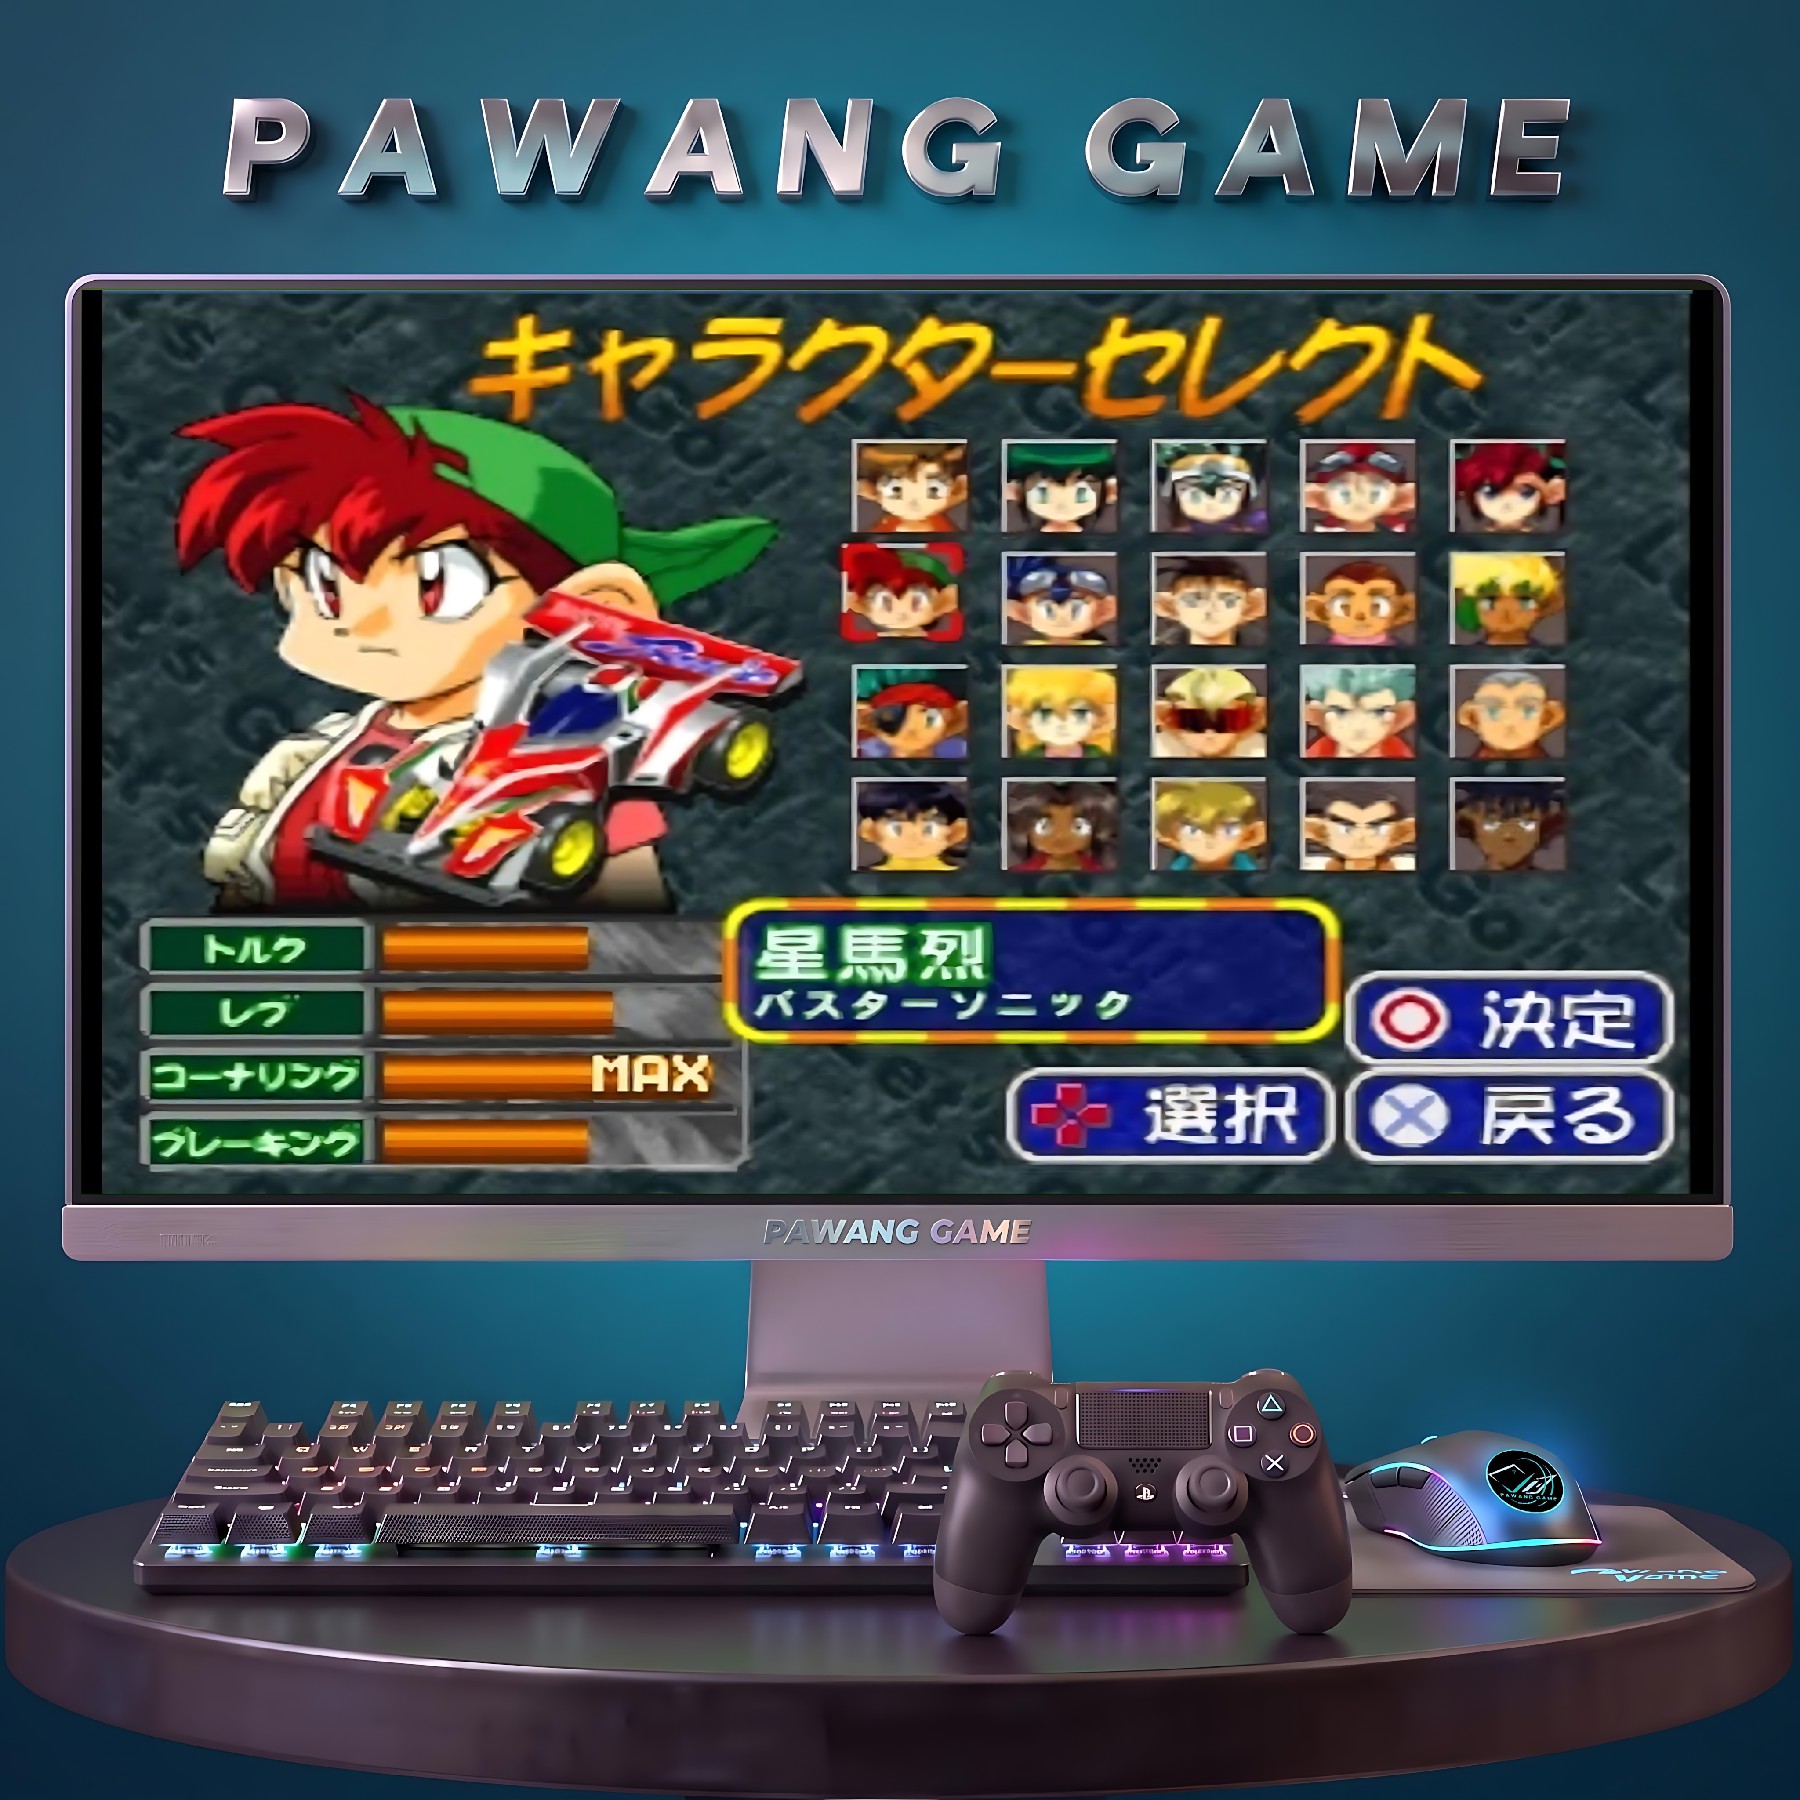 PAWANG GAME
キャラクターセレクト
トルク
レブ
コーナリング
MAX
ブレーキング
星馬烈
バスターソニック
決定
選択
戻る
PAWANG GAME
PAWANG GAME